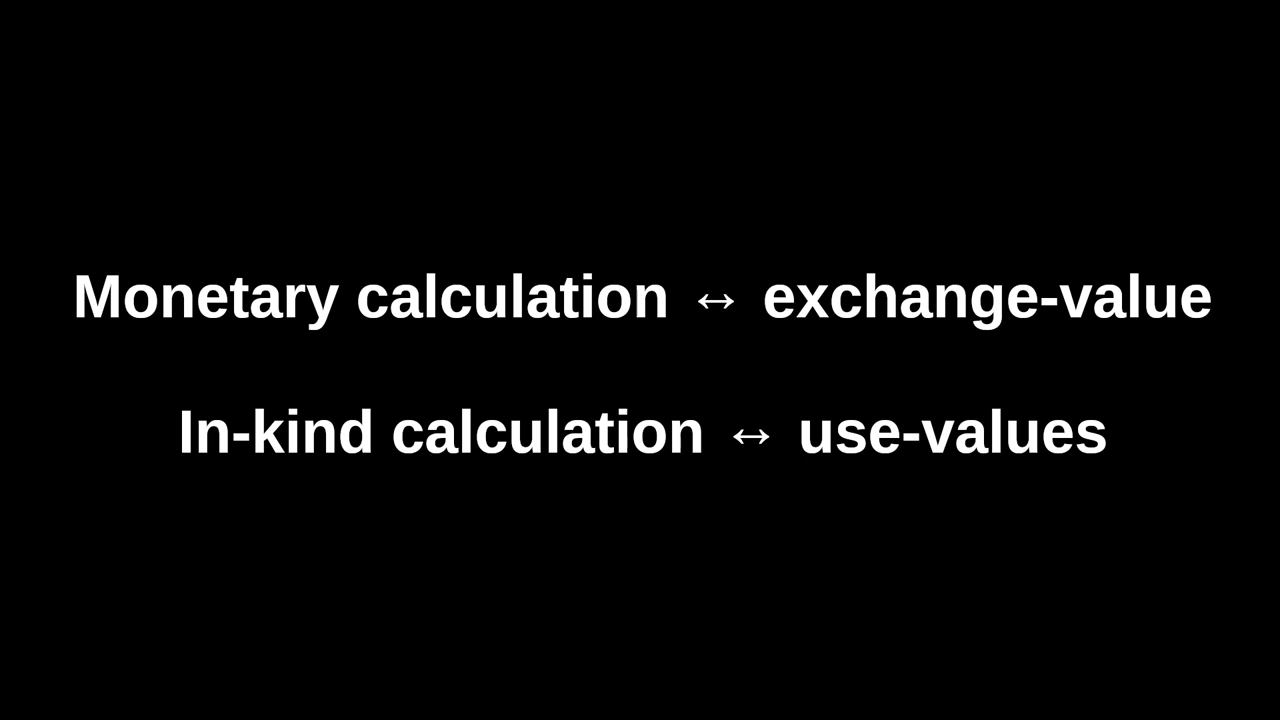 Monetary calculation ↔ exchange-value
In-kind calculation ↔ use-values